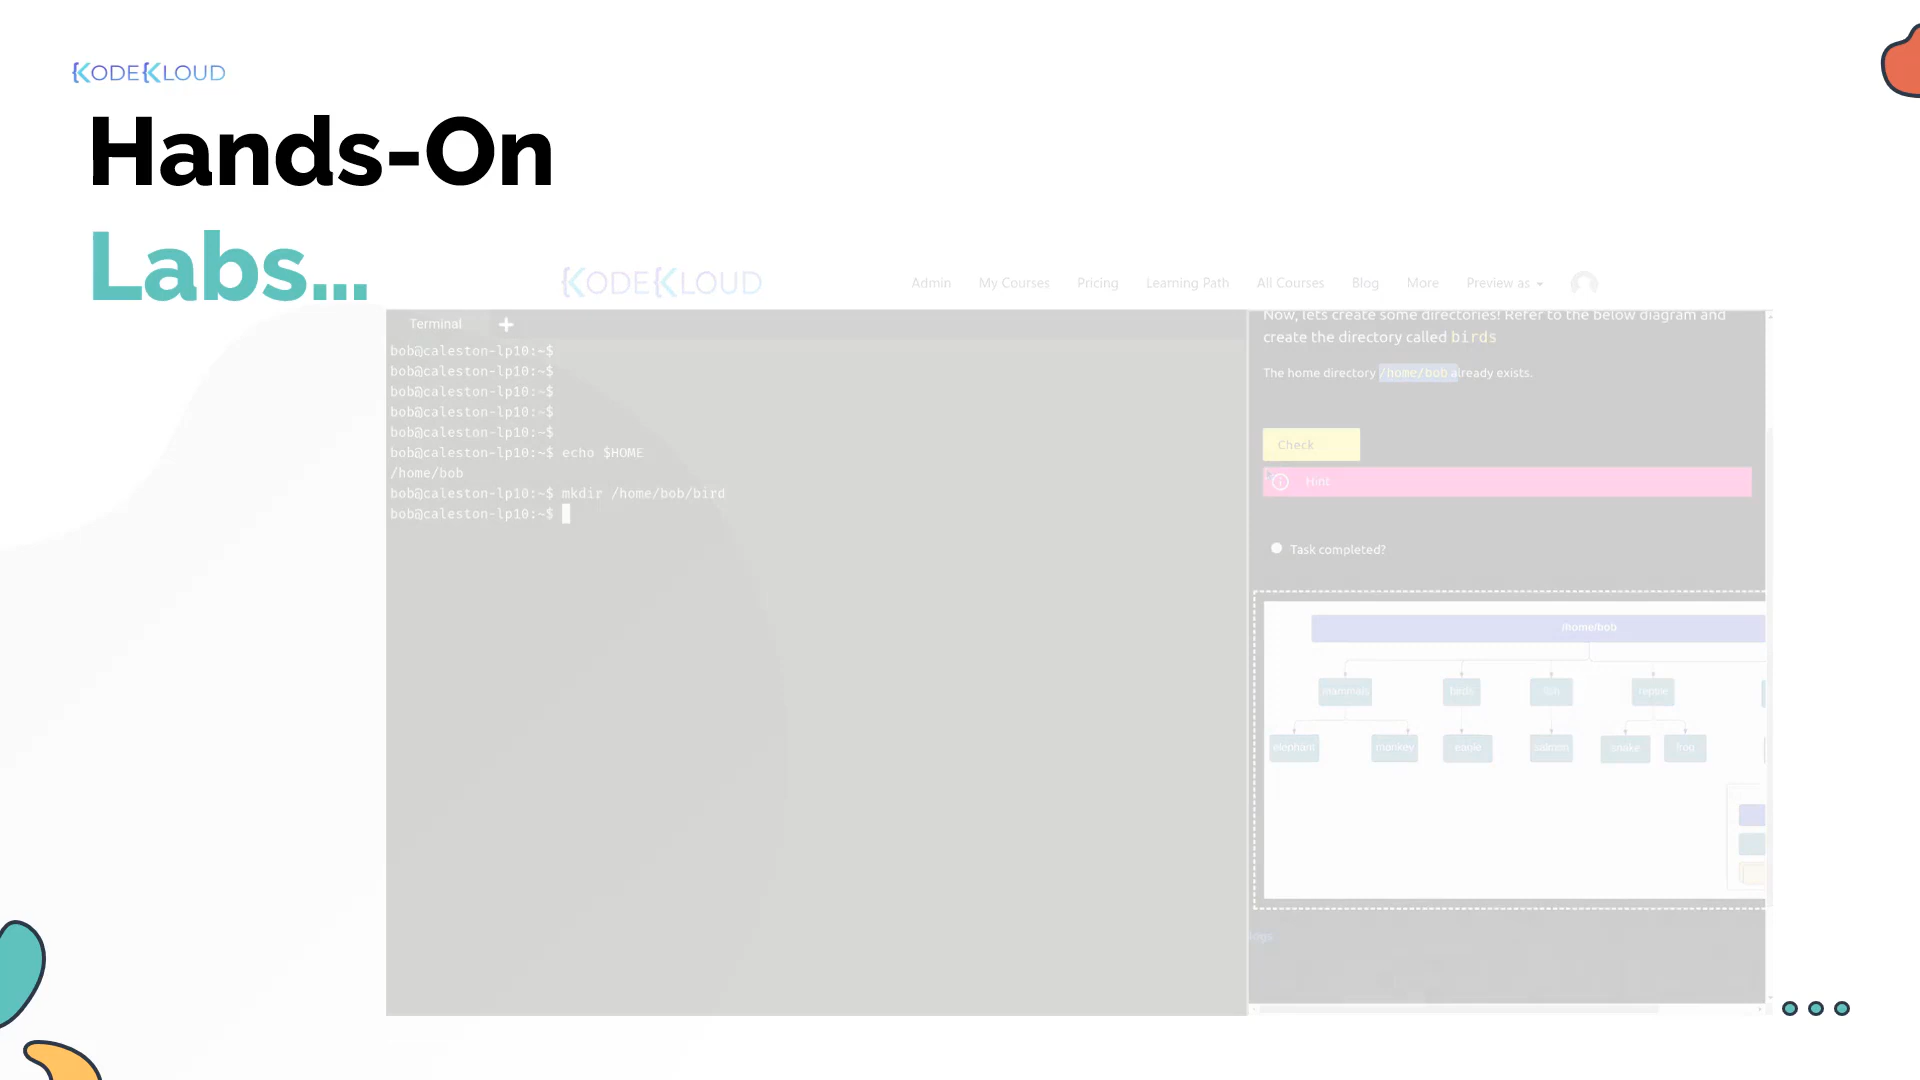 KODEKLOUD
Hands-On
Labs...
KODEKLOUD
Admin My Courses Pricing Learning Path All Courses Blog More Preview as
Terminal +
bob@caleston-lp10:~$
bob@caleston-lp10:~$
bob@caleston-lp10:~$
bob@caleston-lp10:~$
bob@caleston-lp10:~$
bob@caleston-lp10:~$ echo $HOME
/home/bob
bob@caleston-lp10:~$ mkdir /home/bob/bird
bob@caleston-lp10:~$
Now, lets create some directories! Refer to the below diagram and
create the directory called birds
The home directory /home/bob already exists.
Check
Hint
Task completed?
/home/bob
mammals birds fish reptile
elephant monkey eagle salmon snake frog
logs